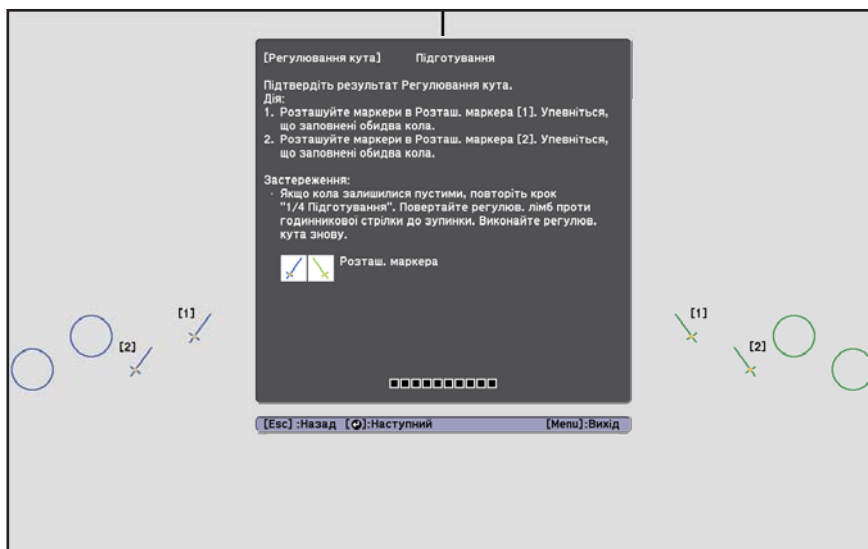 [Регулювання кута] Підготування
Підтвердіть результат Регулювання кута.
Дія:
1. Розташуйте маркери в Розташ. маркера [1]. Упевніться,
що заповнені обидва кола.
2. Розташуйте маркери в Розташ. маркера [2]. Упевніться,
що заповнені обидва кола.
Застереження:
· Якщо кола залишилися пустими, повторіть крок
"1/4 Підготування". Повертайте регулюв. лімб проти
годинникової стрілки до зупинки. Виконайте регулюв.
кута знову.
Розташ. маркера
[1]
[2]
[1]
[2]
[Esc] :Назад [⏎]:Наступний [Menu]:Вихід